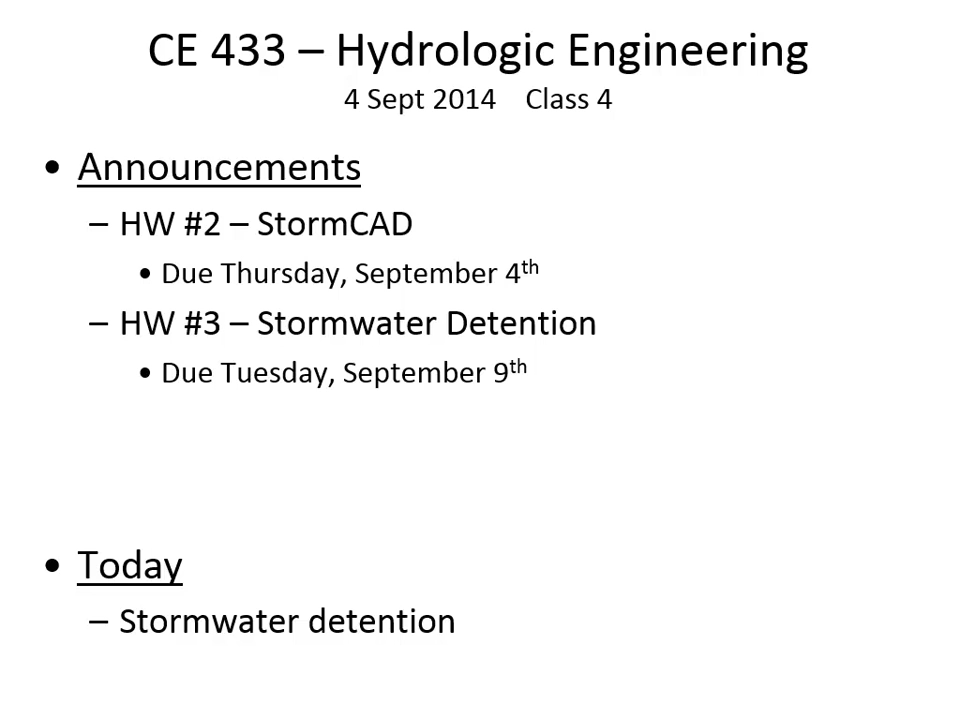 CE 433 – Hydrologic Engineering
4 Sept 2014 Class 4
• Announcements
– HW #2 – StormCAD
• Due Thursday, September 4th
– HW #3 – Stormwater Detention
• Due Tuesday, September 9th
• Today
– Stormwater detention